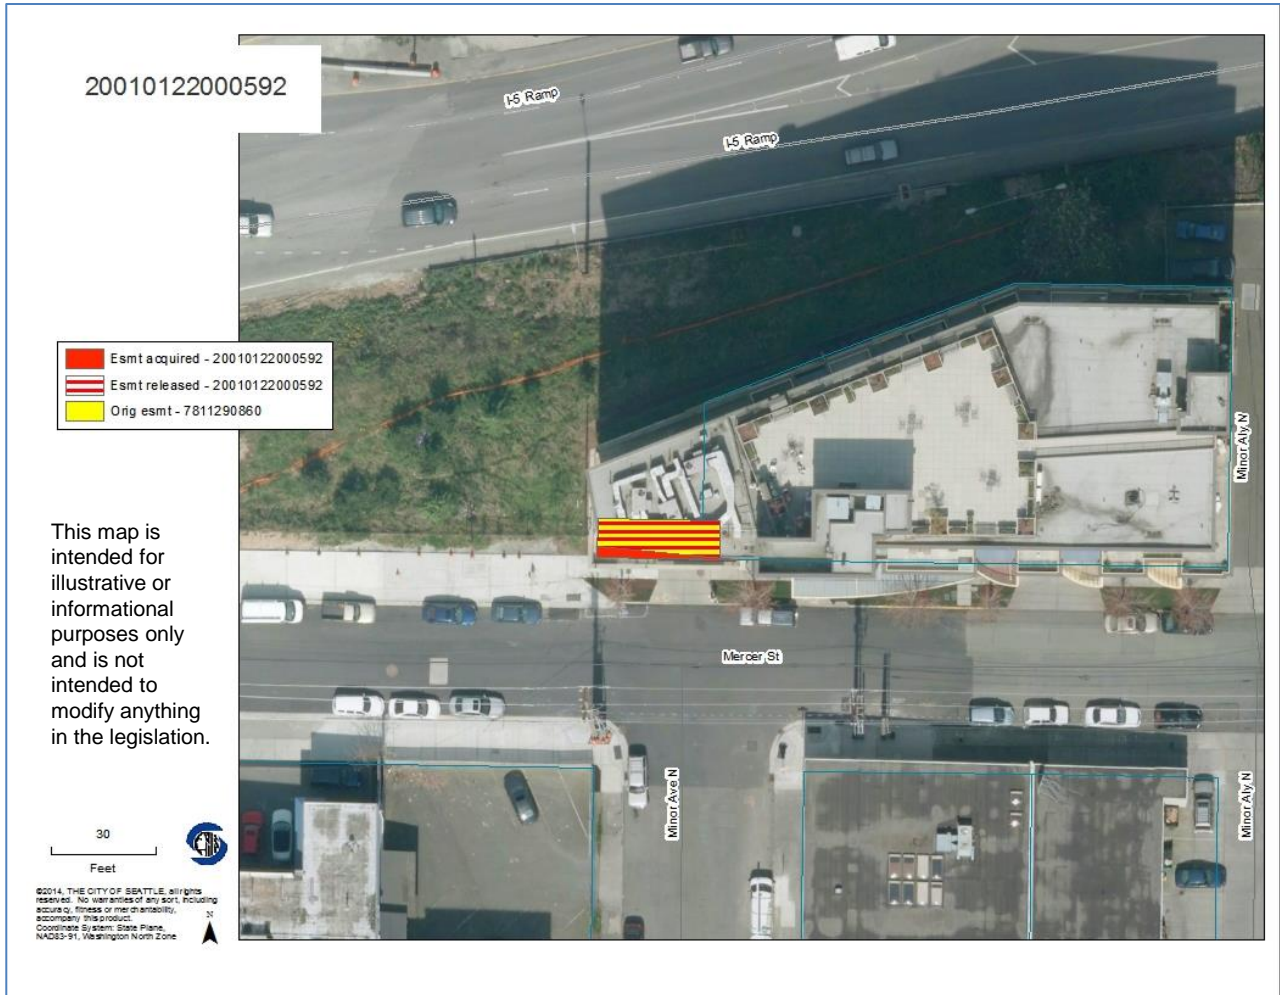 20010122000592
I-5 Ramp
I-5 Ramp
Esmt acquired - 20010122000592
Esmt released - 20010122000592
Orig esmt - 7811290860
Minor Aly N
This map is
intended for
illustrative or
informational
purposes only
and is not
intended to
modify anything
in the legislation.
Mercer St
Minor Ave N
Minor Aly N
30
Feet
©2014, THE CITY OF SEATTLE, all rights
reserved. No warranties of any sort, including
accuracy, fitness or merchantability,
accompany this product.
Coordinate System: State Plane,
NAD83-91, Washington North Zone
N